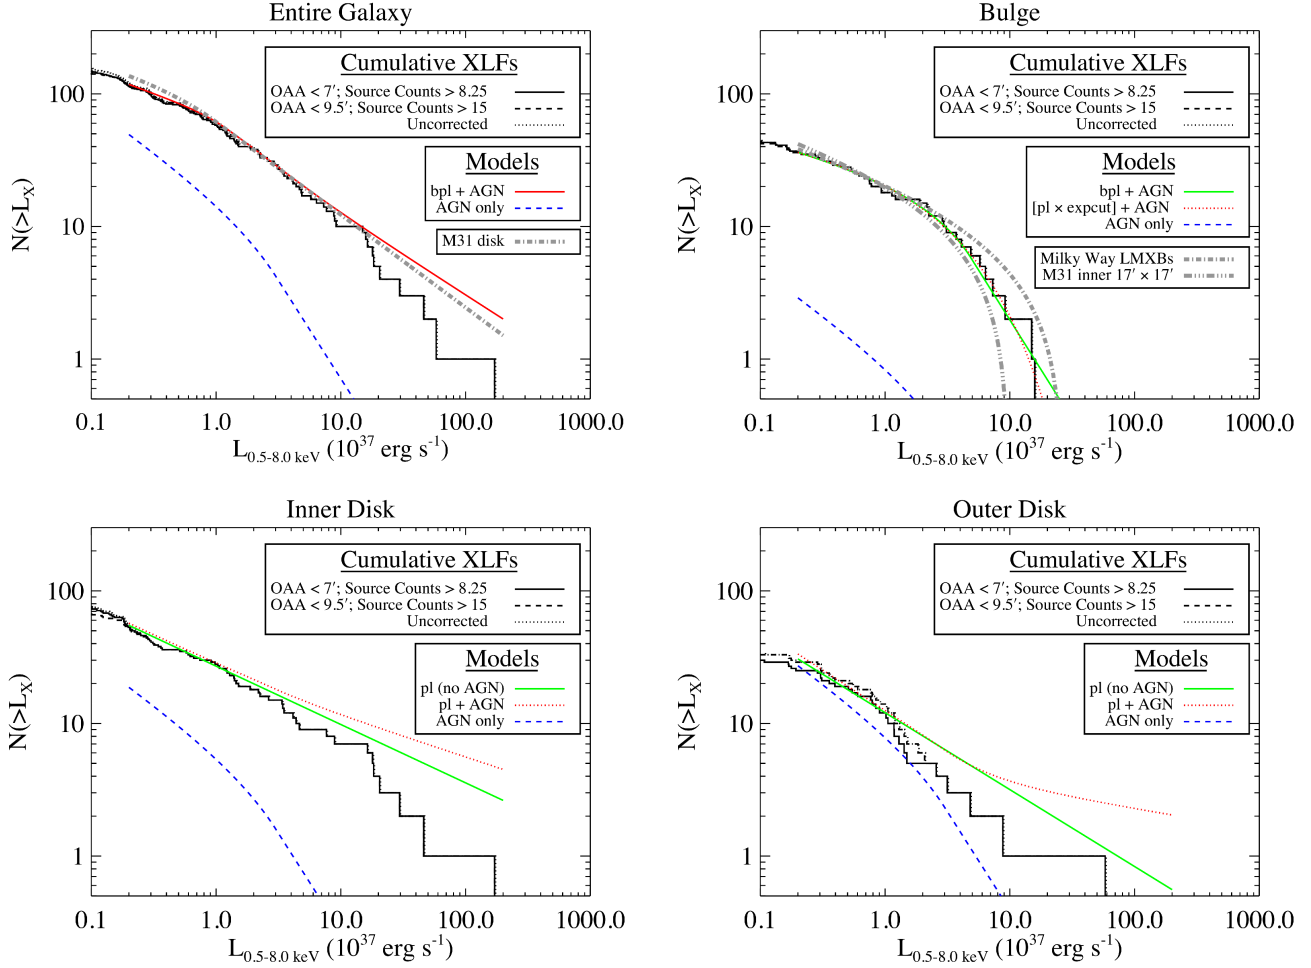 Entire Galaxy
Cumulative XLFs
OAA < 7′; Source Counts > 8.25
OAA < 9.5′; Source Counts > 15
Uncorrected
Models
bpl + AGN
AGN only
M31 disk
N(>L_X)
100
10
1
0.1 1.0 10.0 100.0 1000.0
L_0.5-8.0 keV (10^37 erg s^-1)
Bulge
Cumulative XLFs
OAA < 7′; Source Counts > 8.25
OAA < 9.5′; Source Counts > 15
Uncorrected
Models
bpl + AGN
[pl × expcut] + AGN
AGN only
Milky Way LMXBs
M31 inner 17′ × 17′
N(>L_X)
100
10
1
0.1 1.0 10.0 100.0 1000.0
L_0.5-8.0 keV (10^37 erg s^-1)
Inner Disk
Cumulative XLFs
OAA < 7′; Source Counts > 8.25
OAA < 9.5′; Source Counts > 15
Uncorrected
Models
pl (no AGN)
pl + AGN
AGN only
N(>L_X)
100
10
1
0.1 1.0 10.0 100.0 1000.0
L_0.5-8.0 keV (10^37 erg s^-1)
Outer Disk
Cumulative XLFs
OAA < 7′; Source Counts > 8.25
OAA < 9.5′; Source Counts > 15
Uncorrected
Models
pl (no AGN)
pl + AGN
AGN only
N(>L_X)
100
10
1
0.1 1.0 10.0 100.0 1000.0
L_0.5-8.0 keV (10^37 erg s^-1)